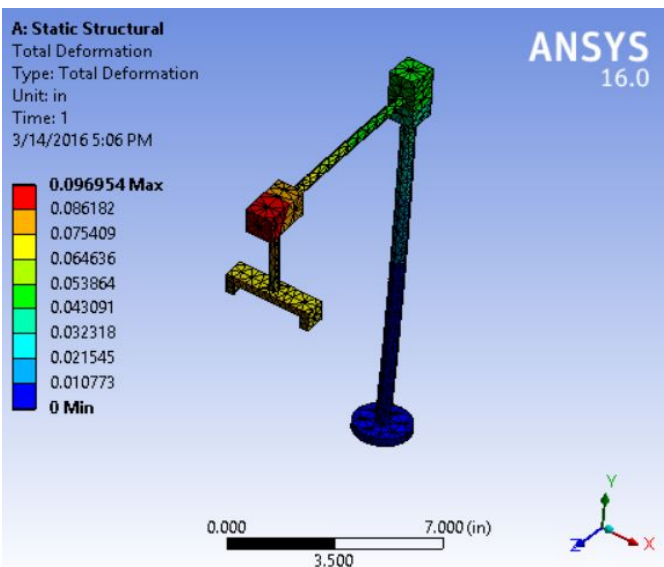 A: Static Structural
Total Deformation
Type: Total Deformation
Unit: in
Time: 1
3/14/2016 5:06 PM
ANSYS
16.0
0.096954 Max
0.086182
0.075409
0.064636
0.053864
0.043091
0.032318
0.021545
0.010773
0 Min
0.000
7.000 (in)
3.500
Y
Z
X